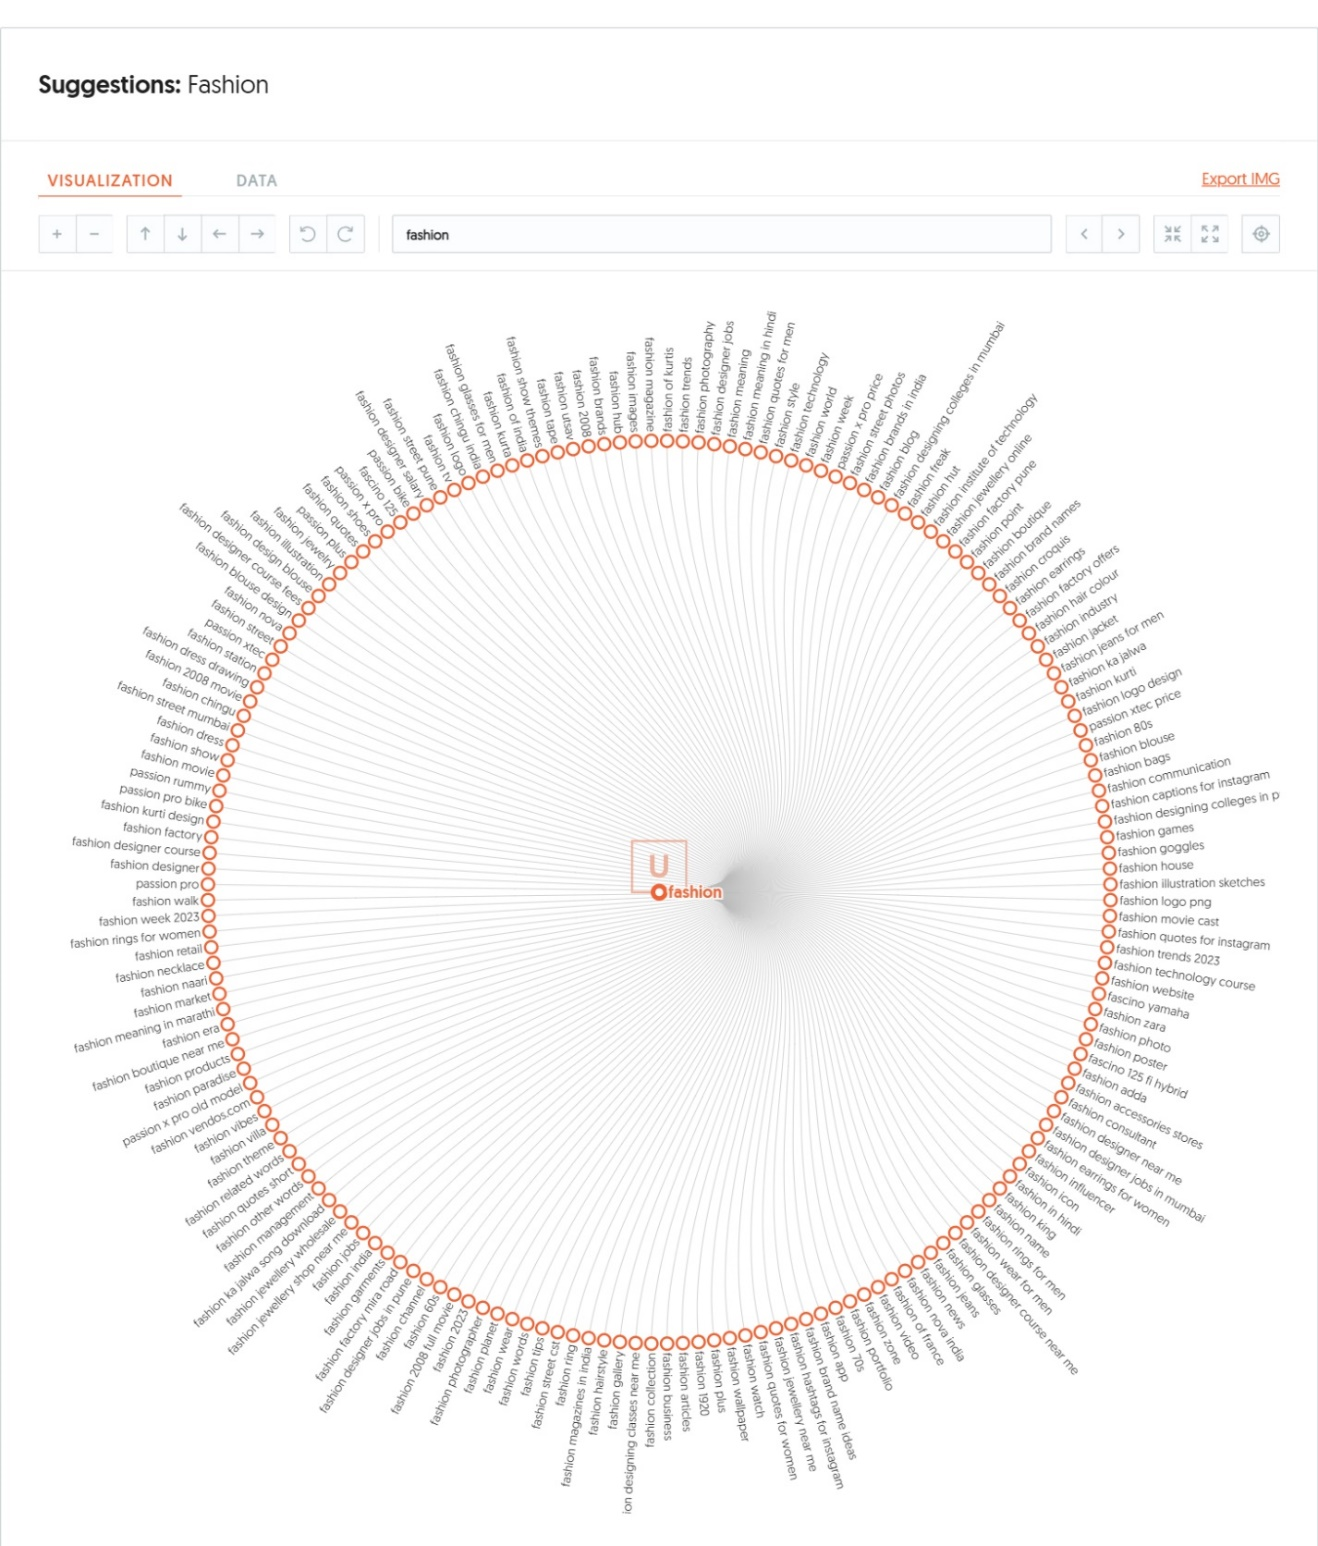 Suggestions: Fashion
VISUALIZATION
DATA
Export IMG
fashion
U
fashion
fashion of kurtis
fashion trends
fashion photography
fashion designer jobs
fashion meaning
fashion meaning in hindi
fashion quotes for men
fashion style
fashion technology
fashion world
fashion week
passion x pro price
fashion street photos
fashion brands in india
fashion blog
fashion designing colleges in mumbai
fashion freak
fashion hut
fashion institute of technology
fashion jewellery online
fashion factory pune
fashion point
fashion boutique
fashion brand names
fashion croquis
fashion earrings
fashion factory offers
fashion hair colour
fashion industry
fashion jacket
fashion jeans for men
fashion ka jalwa
fashion kurti
fashion logo design
passion xtec price
fashion 80s
fashion blouse
fashion bags
fashion communication
fashion captions for instagram
fashion designing colleges in p
fashion games
fashion goggles
fashion house
fashion illustration sketches
fashion logo png
fashion movie cast
fashion quotes for instagram
fashion trends 2023
fashion technology course
fashion website
fascino yamaha
fashion zara
fashion photo
fashion poster
fascino 125 fi hybrid
fashion adda
fashion accessories stores
fashion consultant
fashion designer near me
fashion designer jobs in mumbai
fashion earrings for women
fashion influencer
fashion icon
fashion in hindi
fashion king
fashion name
fashion rings for men
fashion wear for men
fashion designer course near me
fashion glasses
fashion jeans
fashion news
fashion nova india
fashion of france
fashion video
fashion zone
fashion portfolio
fashion 70s
fashion app
fashion brand name ideas
fashion hashtags for instagram
fashion jewellery near me
fashion quotes for women
fashion watch
fashion wallpaper
fashion plus
fashion 1920
fashion articles
fashion business
fashion collection
ion designing classes near me
fashion gallery
fashion hairstyle
fashion magazines in india
fashion ring
fashion street cst
fashion tips
fashion words
fashion wear
fashion planet
fashion photographer
fashion 2023
fashion 2008 full movie
fashion 60s
fashion channel
fashion designer jobs in pune
fashion factory mira road
fashion garments
fashion india
fashion jobs
fashion jewellery shop near me
fashion jewellery wholesale
fashion ka jalwa song download
fashion management
fashion other words
fashion quotes short
fashion related words
fashion theme
fashion villa
fashion vibes
fashion vendos.com
passion x pro old model
fashion paradise
fashion products
fashion boutique near me
fashion era
fashion meaning in marathi
fashion market
fashion naari
fashion necklace
fashion retail
fashion rings for women
fashion week 2023
fashion walk
passion pro
fashion designer
fashion designer course
fashion factory
fashion kurti design
passion pro bike
passion rummy
fashion movie
fashion show
fashion dress
fashion street mumbai
fashion chingu
fashion 2008 movie
fashion dress drawing
fashion station
passion xtec
fashion street
fashion nova
fashion blouse design
fashion designer course fees
fashion design blouse
fashion illustration
fashion jewelry
passion plus
fashion quotes
fashion shoes
passion x pro
fascino 125
passion bike
fashion designer salary
fashion street pune
fashion tv
fashion logo
fashion chingu india
fashion glasses for men
fashion kurta
fashion of india
fashion show themes
fashion tape
fashion utsav
fashion 2008
fashion brands
fashion hub
fashion images
fashion magazine